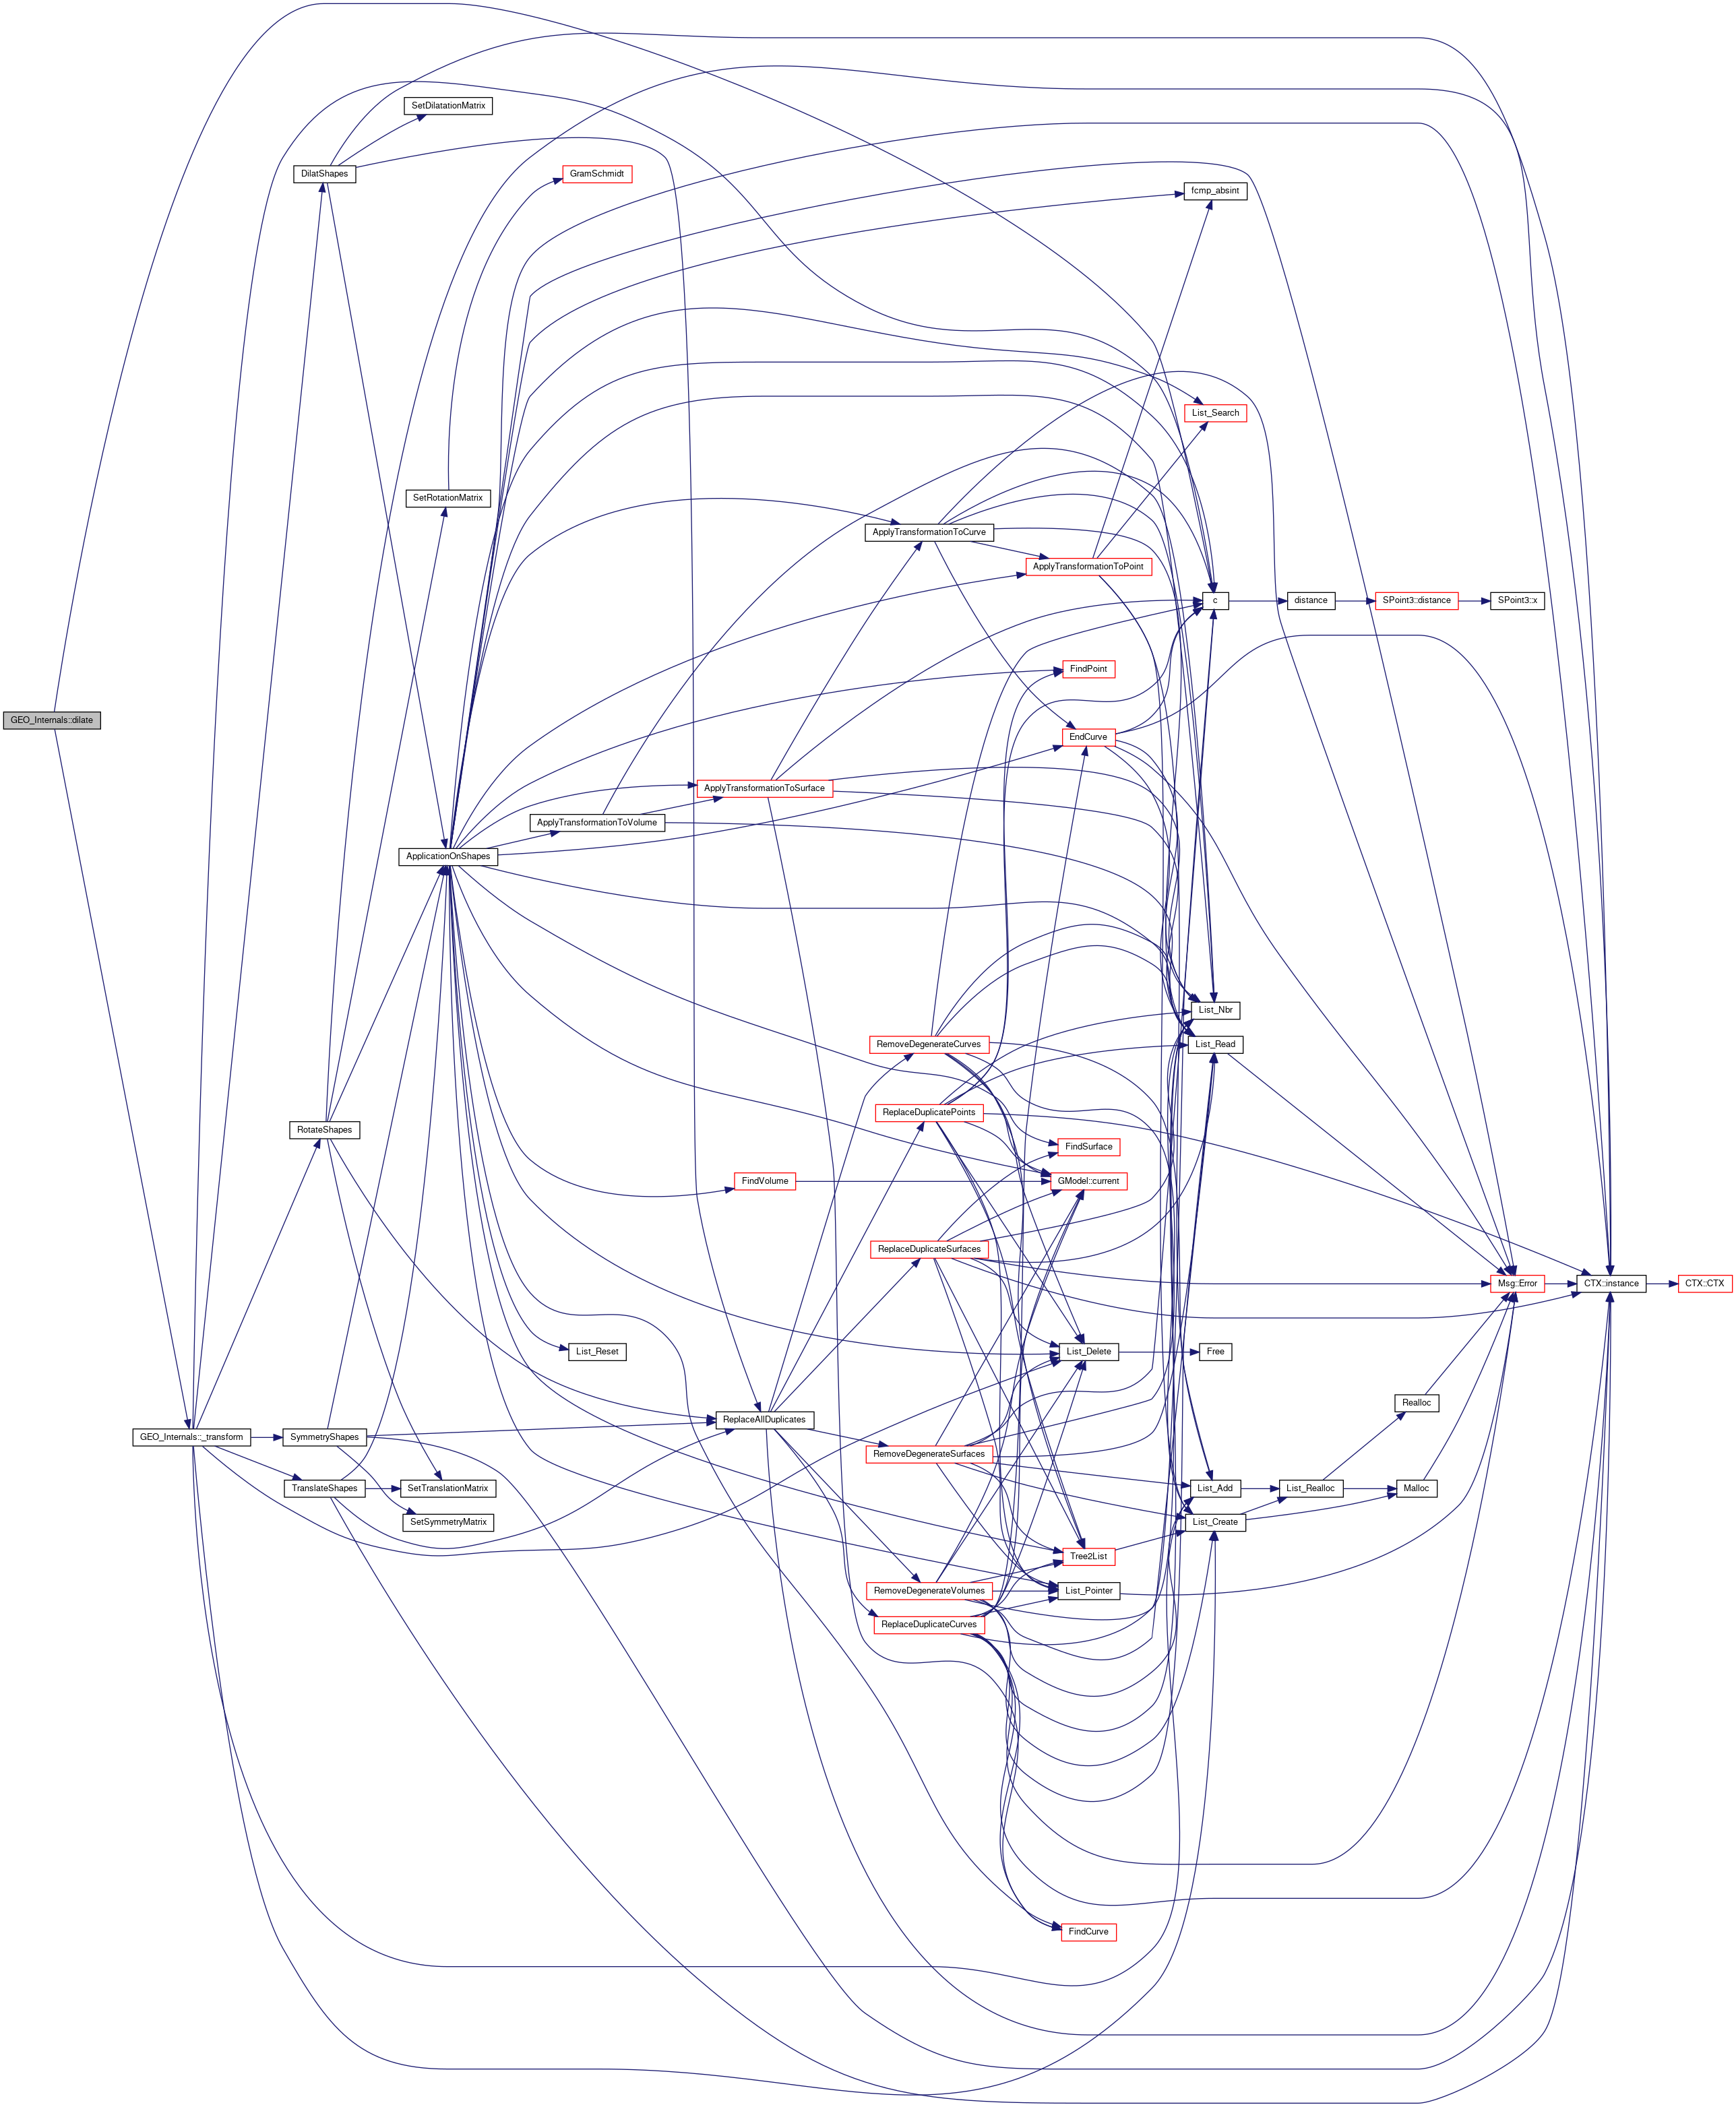 SetDilatationMatrix
DilatShapes
GramSchmidt
fcmp_absint
List_Search
SetRotationMatrix
ApplyTransformationToCurve
ApplyTransformationToPoint
c
distance
SPoint3::distance
SPoint3::x
FindPoint
GEO_Internals::dilate
EndCurve
ApplyTransformationToSurface
ApplyTransformationToVolume
ApplicationOnShapes
List_Nbr
RemoveDegenerateCurves
List_Read
ReplaceDuplicatePoints
RotateShapes
FindSurface
FindVolume
GModel::current
ReplaceDuplicateSurfaces
Msg::Error
CTX::instance
CTX::CTX
List_Reset
List_Delete
Free
Realloc
ReplaceAllDuplicates
GEO_Internals::_transform
SymmetryShapes
RemoveDegenerateSurfaces
TranslateShapes
SetTranslationMatrix
List_Add
List_Realloc
Malloc
SetSymmetryMatrix
List_Create
Tree2List
RemoveDegenerateVolumes
List_Pointer
ReplaceDuplicateCurves
FindCurve